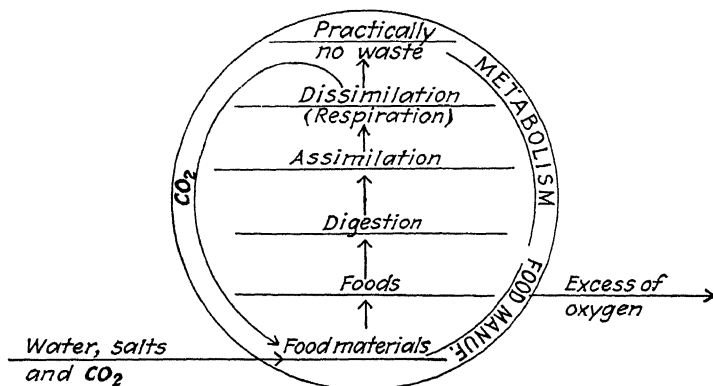 Practically
no waste
METABOLISM
Dissimilation
(Respiration)
Assimilation
CO₂
Digestion
Foods
FOOD MANUF.
Excess of
oxygen
Food materials
Water, salts
and CO₂